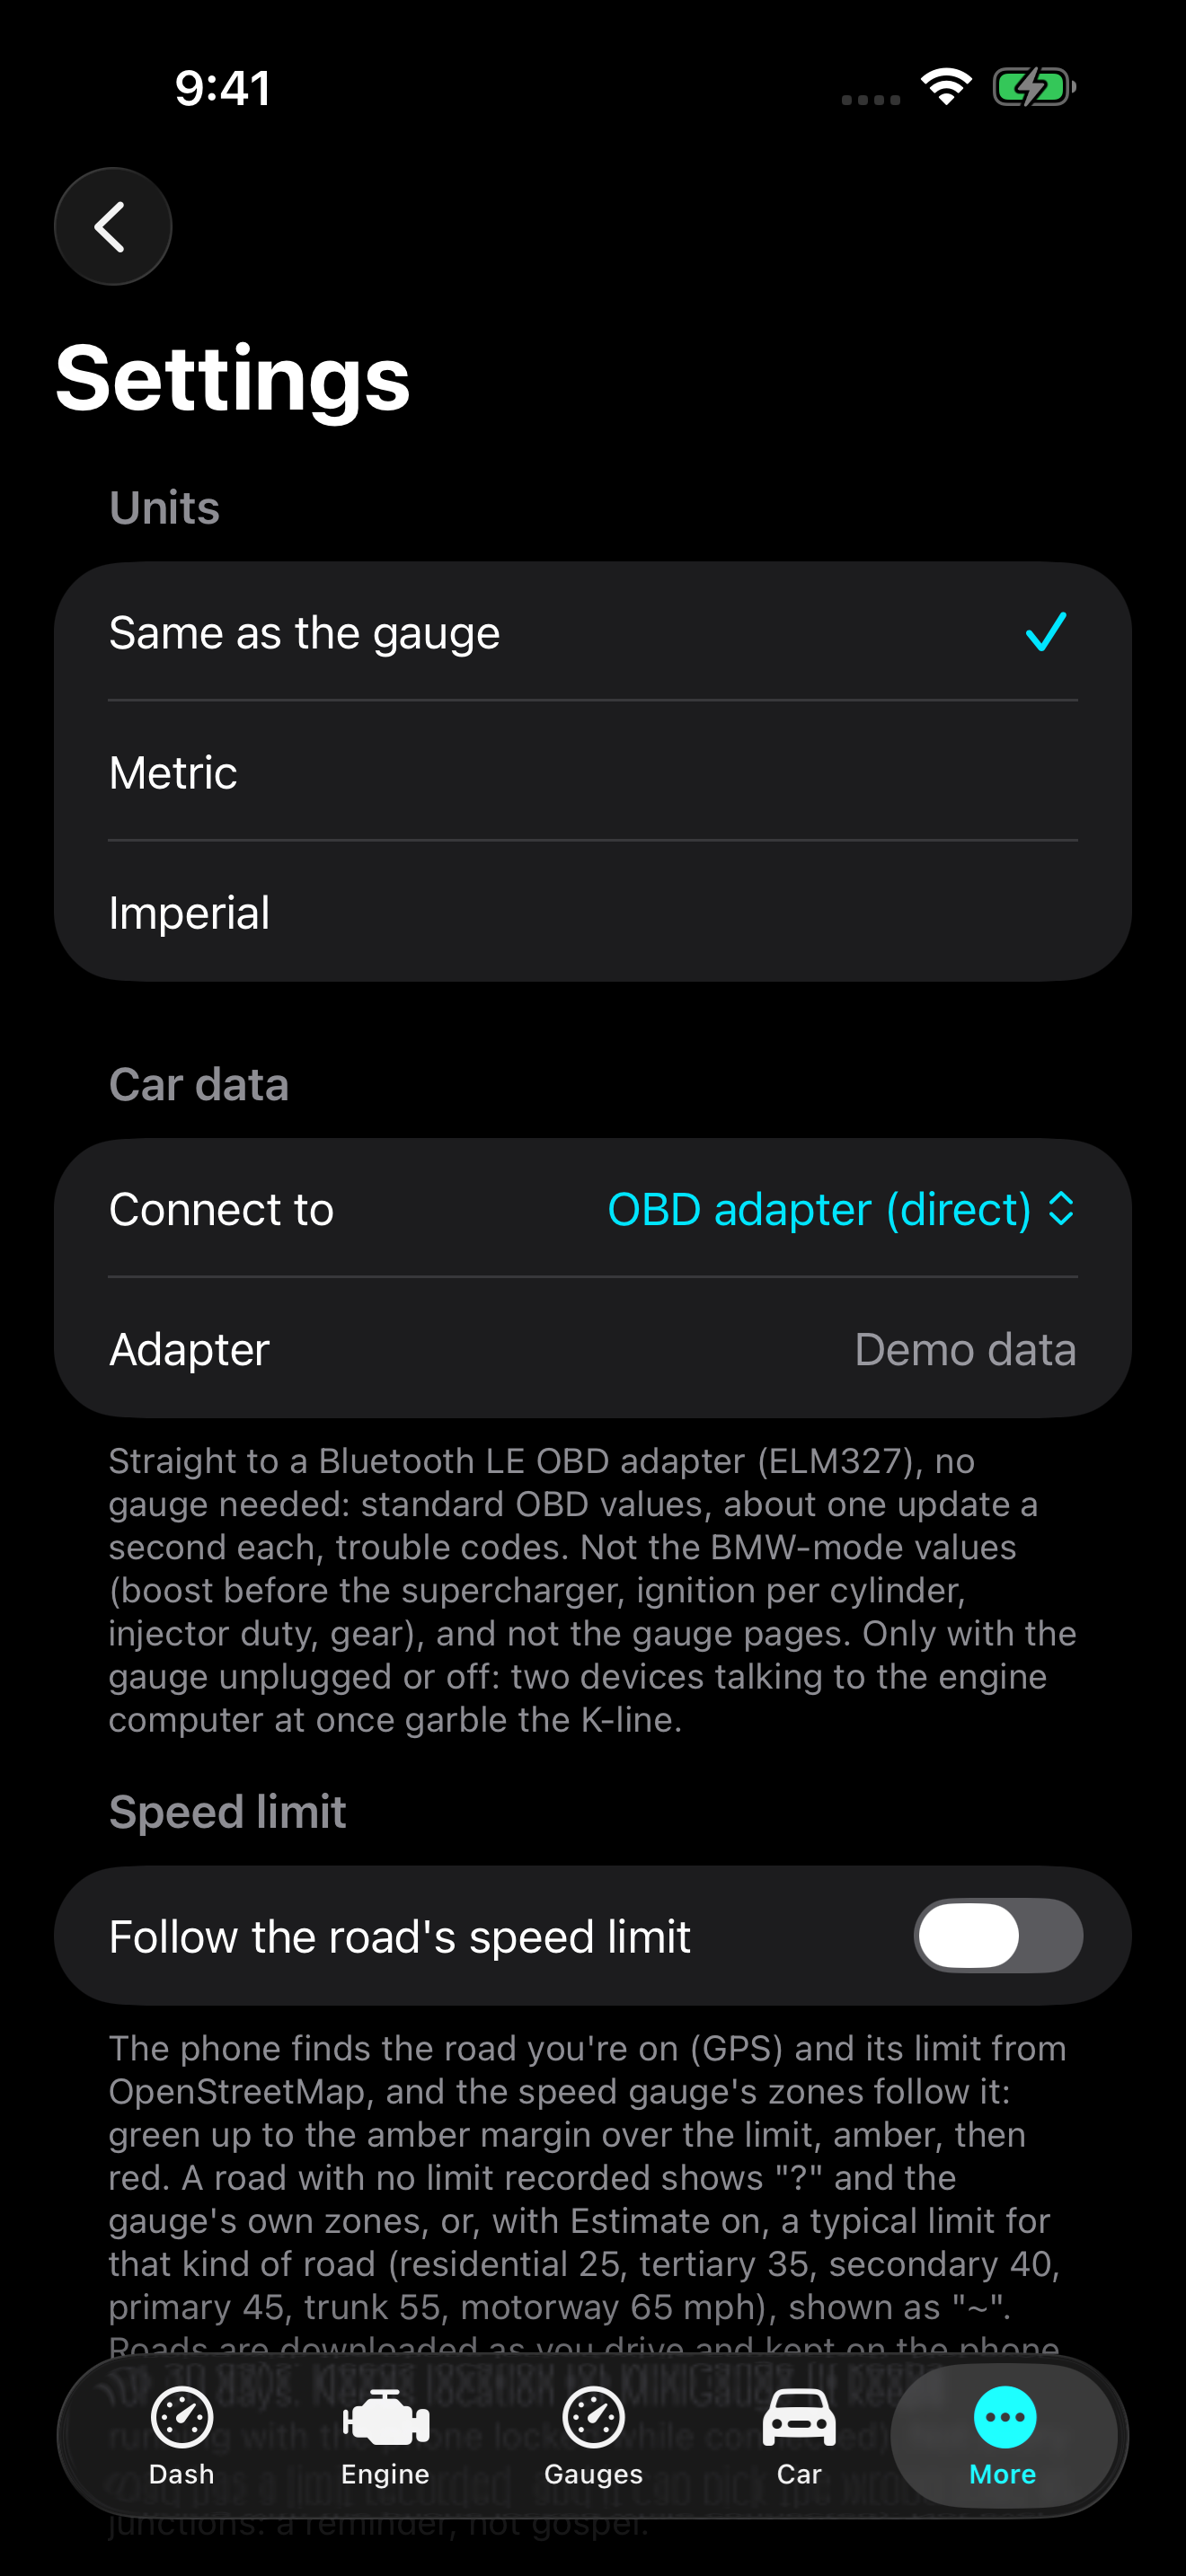 9:41
Settings
Units
Same as the gauge
Metric
Imperial
Car data
Connect to OBD adapter (direct)
Adapter Demo data
Straight to a Bluetooth LE OBD adapter (ELM327), no
gauge needed: standard OBD values, about one update a
second each, trouble codes. Not the BMW-mode values
(boost before the supercharger, ignition per cylinder,
injector duty, gear), and not the gauge pages. Only with the
gauge unplugged or off: two devices talking to the engine
computer at once garble the K-line.
Speed limit
Follow the road's speed limit
The phone finds the road you're on (GPS) and its limit from
OpenStreetMap, and the speed gauge's zones follow it:
green up to the amber margin over the limit, amber, then
red. A road with no limit recorded shows "?" and the
gauge's own zones, or, with Estimate on, a typical limit for
that kind of road (residential 25, tertiary 35, secondary 40,
primary 45, trunk 55, motorway 65 mph), shown as "~".
Roads are downloaded as you drive and kept on the phone
Dash Engine Gauges Car More
junctions: a reminder, not gospel.